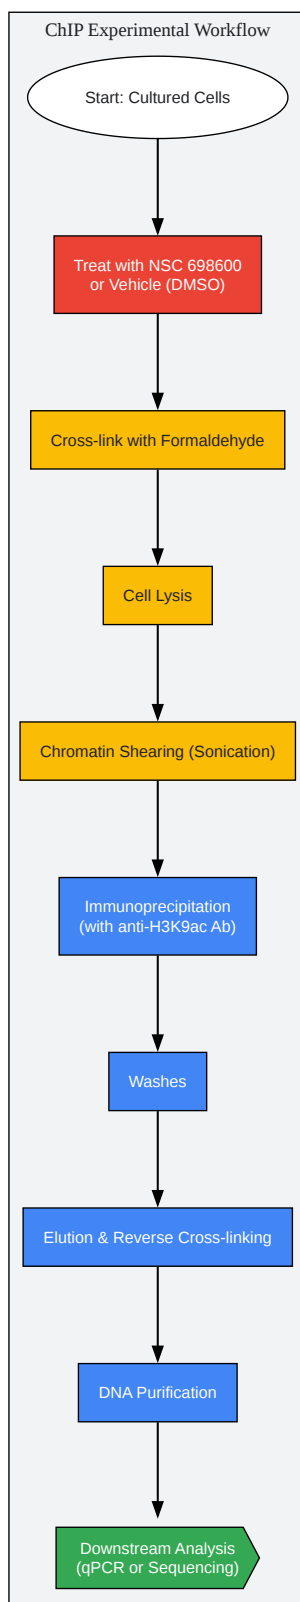 ChIP Experimental Workflow
Start: Cultured Cells
Treat with NSC 698600
or Vehicle (DMSO)
Cross-link with Formaldehyde
Cell Lysis
Chromatin Shearing (Sonication)
Immunoprecipitation
(with anti-H3K9ac Ab)
Washes
Elution & Reverse Cross-linking
DNA Purification
Downstream Analysis
(qPCR or Sequencing)